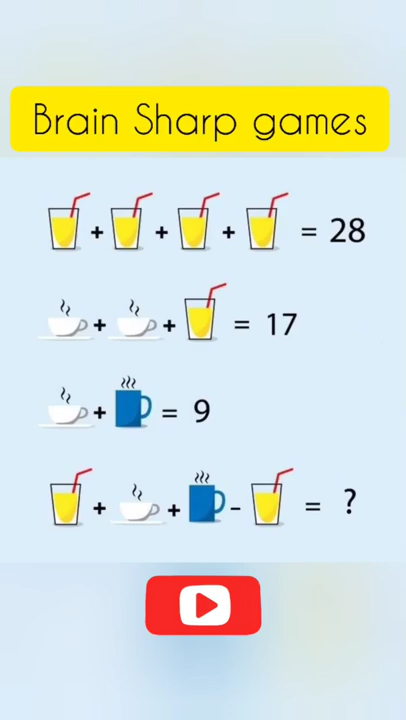 Brain Sharp games
+ + + = 28
+ + = 17
+ = 9
+ + - = ?